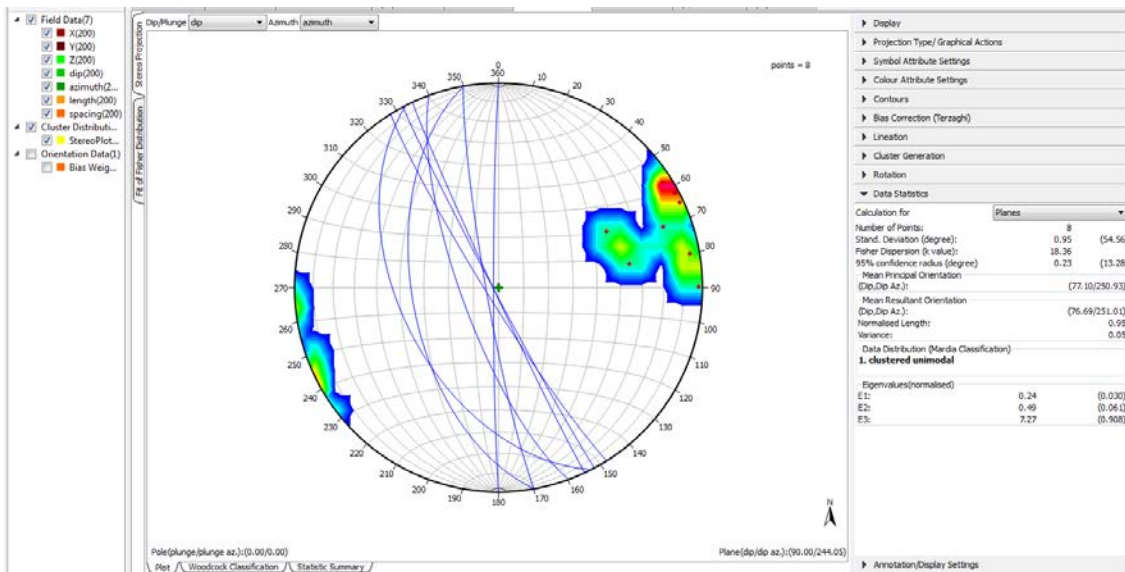 Field Data(7)
X(200)
Y(200)
Z(200)
dip(200)
azimuth(2...
length(200)
spacing(200)
Cluster Distributi...
StereoPlot...
Orientation Data(1)
Bias Weig...
Stereo Projection
Fit of Fisher Distribution
Dip/Plunge dip Azimuth azimuth
points = 8
0
360
10
20
30
40
50
60
70
80
90
100
110
120
130
140
150
160
170
180
190
200
210
220
230
240
250
260
270
280
290
300
310
320
330
340
350
N
Pole(plunge/plunge az.):(0.00/0.00)
Plane(dip/dip az.):(90.00/244.05)
Plot Woodcock Classification Statistic Summary
Display
Projection Type/ Graphical Actions
Symbol Attribute Settings
Colour Attribute Settings
Contours
Bias Correction (Terzaghi)
Lineation
Cluster Generation
Rotation
Data Statistics
Calculation for Planes
Number of Points: 8
Stand. Deviation (degree): 0.95 (54.56
Fisher Dispersion (k value): 18.36
95% confidence radius (degree) 0.23 (13.28
Mean Principal Orientation
(Dip,Dip Az.): (77.10/250.93)
Mean Resultant Orientation
(Dip,Dip Az.): (76.69/251.01)
Normalised Length: 0.95
Variance: 0.05
Data Distribution (Mardia Classification)
1. clustered unimodal
Eigenvalues(normalised)
E1: 0.24 (0.030)
E2: 0.49 (0.061)
E3: 7.27 (0.908)
Annotation/Display Settings